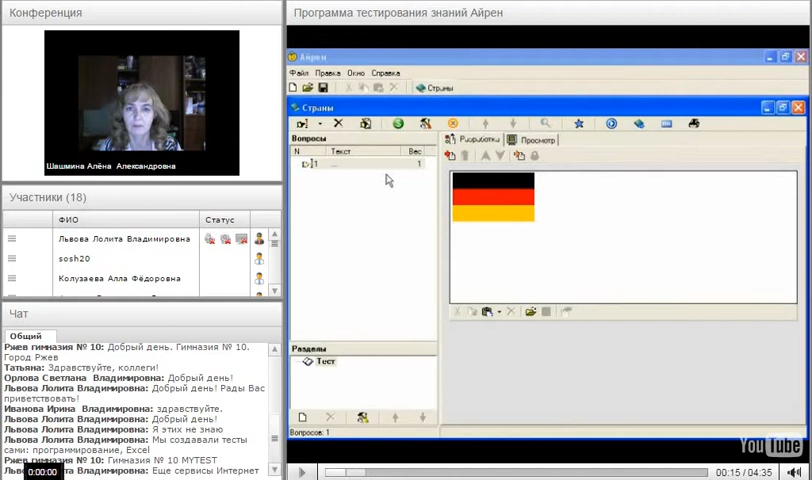 Конференция
Программа тестирования знаний Айрен
Шашмина Алёна Александровна
Айрен
Файл Правка Окно Справка
Страны
Страны
Вопросы
N Текст Вес
1 ... 1
Разработка Просмотр
Разделы
Тест
Вопросов: 1
Участники (18)
ФИО Статус
Львова Лолита Владимировна
sosh20
Колузаева Алла Фёдоровна
Чат
Общий
Ржев гимназия № 10: Добрый день. Гимназия № 10.
Город Ржев
Татьяна: Здравствуйте, коллеги!
Орлова Светлана Владимировна: Добрый день!
Львова Лолита Владимировна: Добрый день! Рады Вас
приветствовать!
Иванова Ирина Владимировна: здравствуйте.
Львова Лолита Владимировна: Добрый день!
Львова Лолита Владимировна: Я этих не знаю
Львова Лолита Владимировна: Мы создавали тесты
сами: програмирование, Excel
Ржев гимназия № 10: Гимназия № 10 MYTEST
Львова Лолита Владимировна: Еще сервисы Интернет
0:00:00
YouTube
00:15 / 04:35